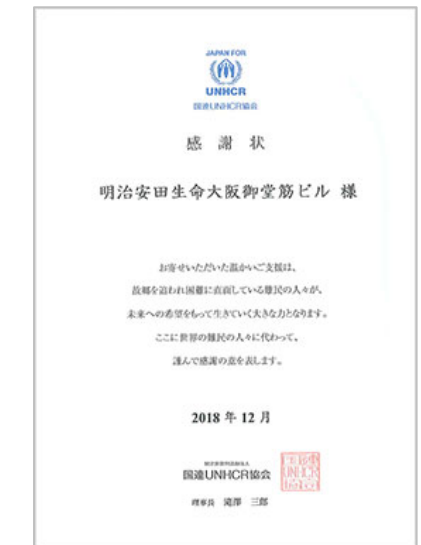 JAPAN FOR
UNHCR
国連UNHCR協会
感 謝 状
明治安田生命大阪御堂筋ビル 様
お寄せいただいた温かいご支援は、
故郷を追われ困難に直面している難民の人々が、
未来への希望をもって生きていく大きな力となります。
ここに世界の難民の人々に代わって、
謹んで感謝の意を表します。
2018 年 12 月
国連UNHCR協会
理事長 滝澤 三郎